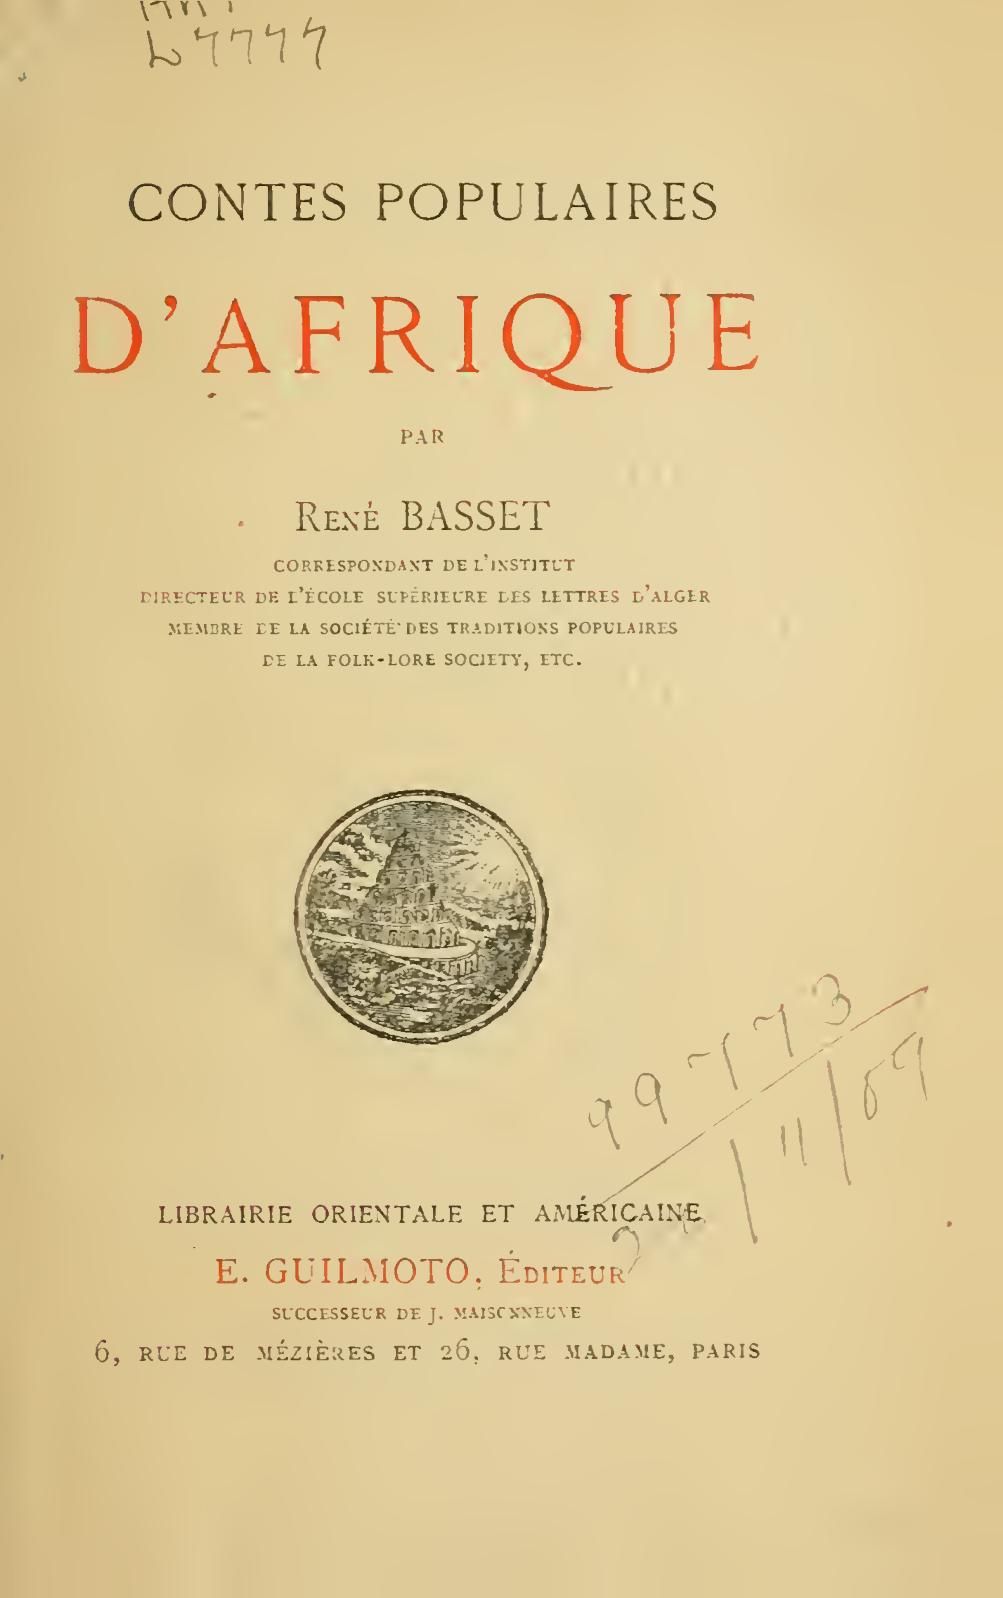 L7777
CONTES POPULAIRES
D'AFRIQUE
PAR
RENÉ BASSET
CORRESPONDANT DE L'INSTITUT
DIRECTEUR DE L'ÉCOLE SUPÉRIEURE DES LETTRES D'ALGER
MEMBRE DE LA SOCIÉTÉ DES TRADITIONS POPULAIRES
DE LA FOLK-LORE SOCIETY, ETC.
99773
LIBRAIRIE ORIENTALE ET AMÉRICAINE
E. GUILMOTO, ÉDITEUR
SUCCESSEUR DE J. MAISONNEUVE
6, RUE DE MÉZIÈRES ET 26, RUE MADAME, PARIS